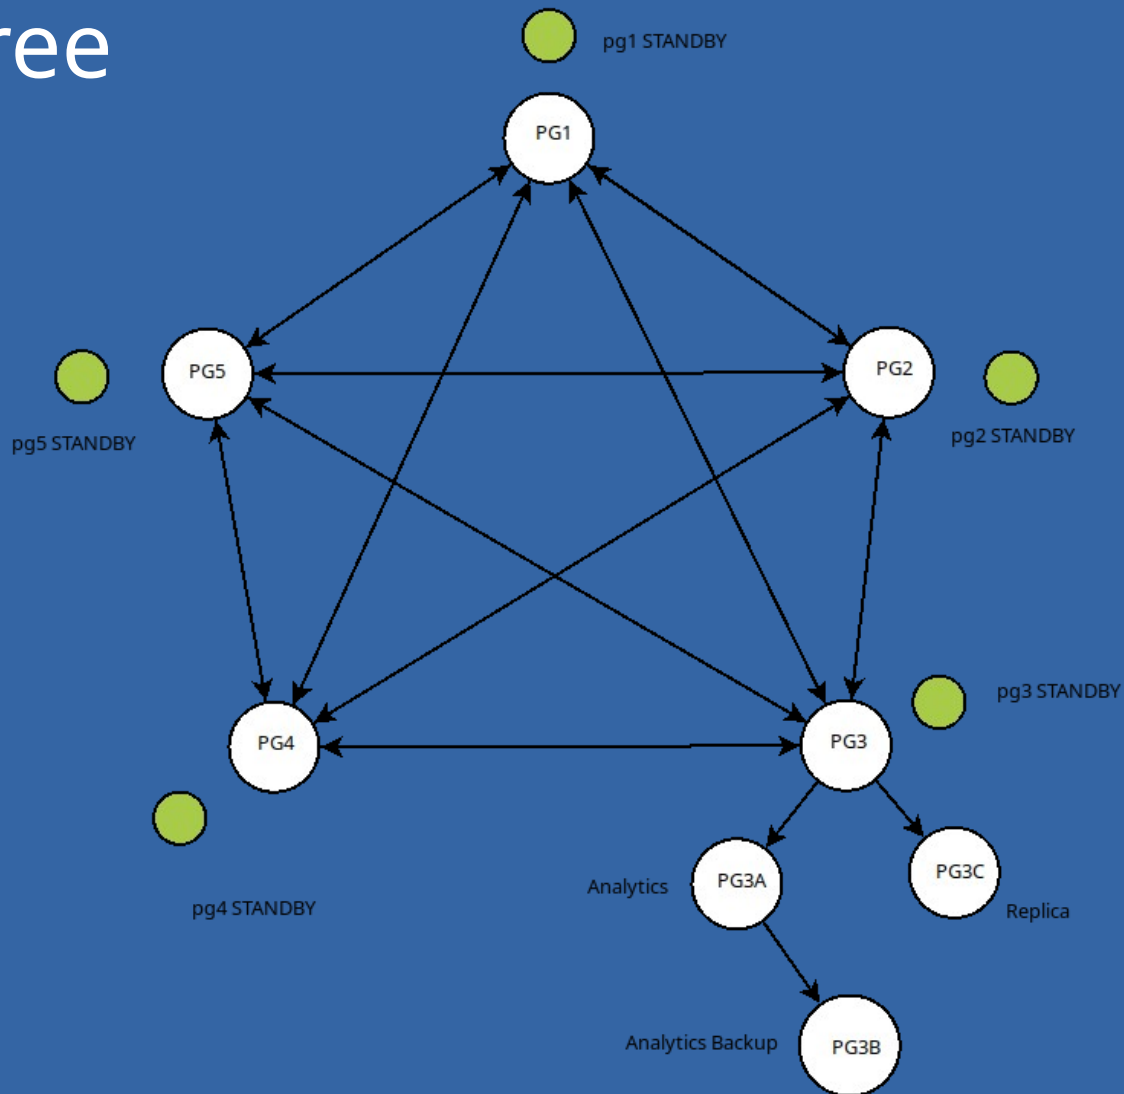 ree
pg1 STANDBY
PG1
PG5
PG2
pg5 STANDBY
pg2 STANDBY
pg3 STANDBY
PG4
PG3
PG3A
PG3C
Analytics
Replica
pg4 STANDBY
Analytics Backup
PG3B